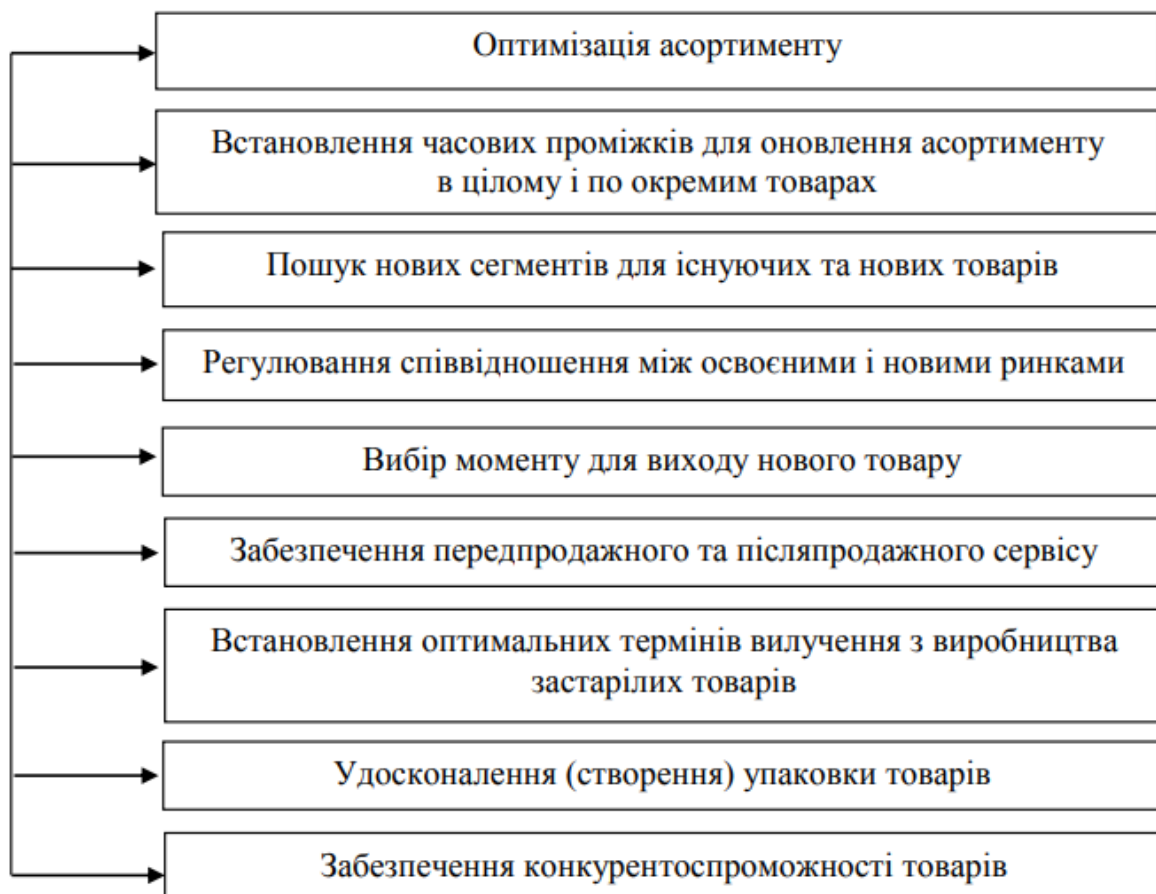 Оптимізація асортименту
Встановлення часових проміжків для оновлення асортименту
в цілому і по окремим товарах
Пошук нових сегментів для існуючих та нових товарів
Регулювання співвідношення між освоєними і новими ринками
Вибір моменту для виходу нового товару
Забезпечення передпродажного та післяпродажного сервісу
Встановлення оптимальних термінів вилучення з виробництва
застарілих товарів
Удосконалення (створення) упаковки товарів
Забезпечення конкурентоспроможності товарів